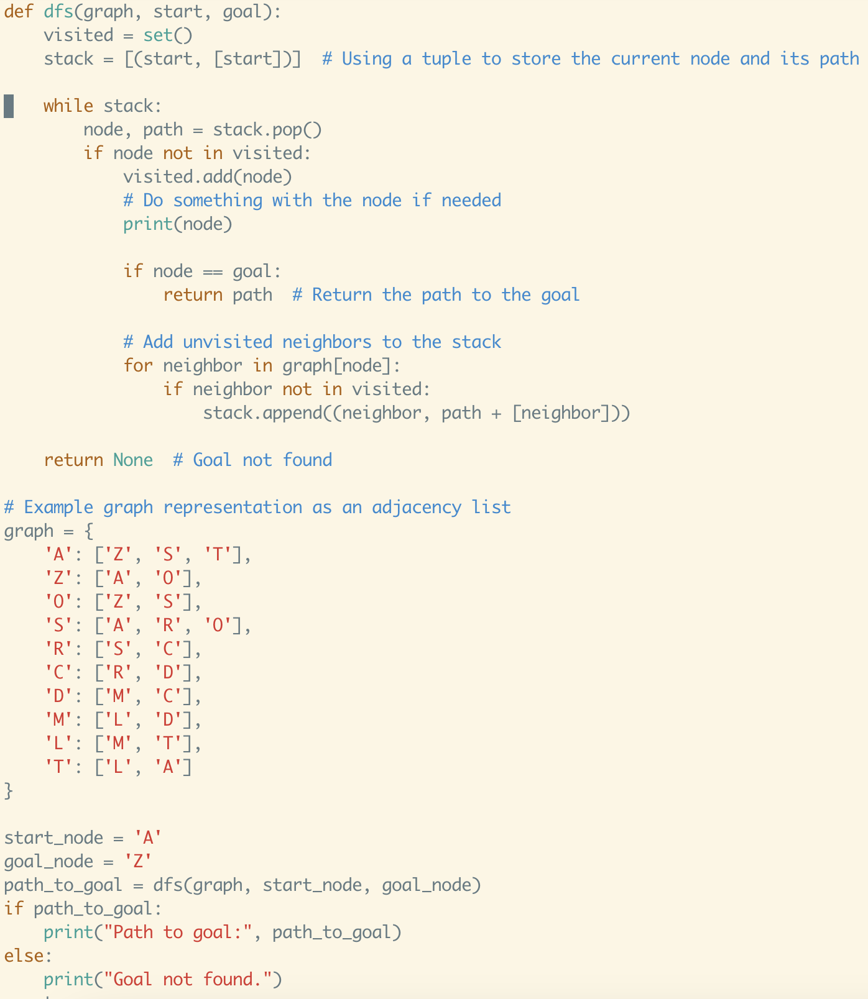 def dfs(graph, start, goal):
    visited = set()
    stack = [(start, [start])]  # Using a tuple to store the current node and its path

    while stack:
        node, path = stack.pop()
        if node not in visited:
            visited.add(node)
            # Do something with the node if needed
            print(node)

            if node == goal:
                return path  # Return the path to the goal

            # Add unvisited neighbors to the stack
            for neighbor in graph[node]:
                if neighbor not in visited:
                    stack.append((neighbor, path + [neighbor]))

    return None  # Goal not found

# Example graph representation as an adjacency list
graph = {
    'A': ['Z', 'S', 'T'],
    'Z': ['A', 'O'],
    'O': ['Z', 'S'],
    'S': ['A', 'R', 'O'],
    'R': ['S', 'C'],
    'C': ['R', 'D'],
    'D': ['M', 'C'],
    'M': ['L', 'D'],
    'L': ['M', 'T'],
    'T': ['L', 'A']
}

start_node = 'A'
goal_node = 'Z'
path_to_goal = dfs(graph, start_node, goal_node)
if path_to_goal:
    print("Path to goal:", path_to_goal)
else:
    print("Goal not found.")